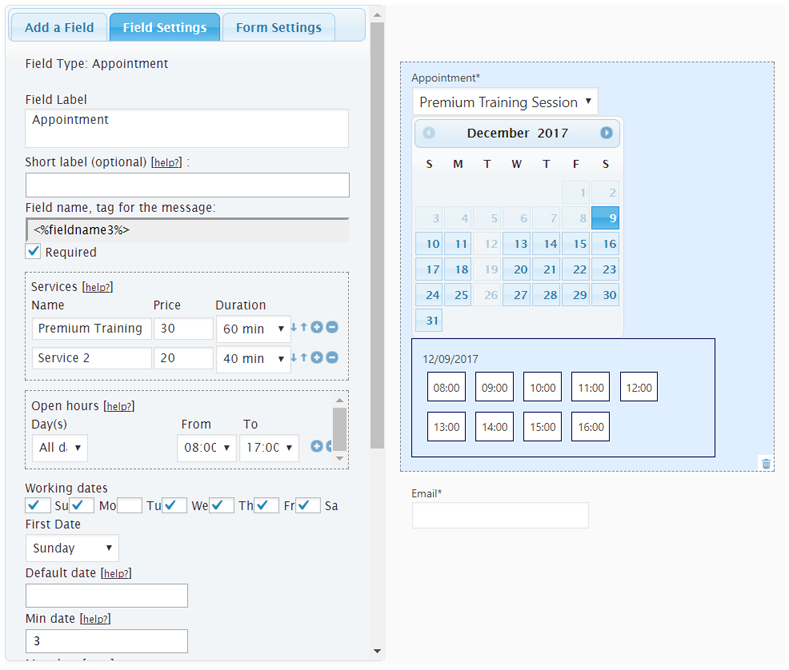 Add a Field Field Settings Form Settings
Field Type: Appointment
Field Label
Appointment
Short label (optional) [help?] :
Field name, tag for the message:
<%fieldname3%>
Required
Services [help?]
Name Price Duration
Premium Training 30 60 min
Service 2 20 40 min
Open hours [help?]
Day(s) From To
All da 08:00 17:00
Working dates
Su Mo Tu We Th Fr Sa
First Date
Sunday
Default date [help?]
Min date [help?]
3
Appointment*
Premium Training Session
December 2017
S M T W T F S
1 2
3 4 5 6 7 8 9
10 11 12 13 14 15 16
17 18 19 20 21 22 23
24 25 26 27 28 29 30
31
12/09/2017
08:00 09:00 10:00 11:00 12:00
13:00 14:00 15:00 16:00
Email*